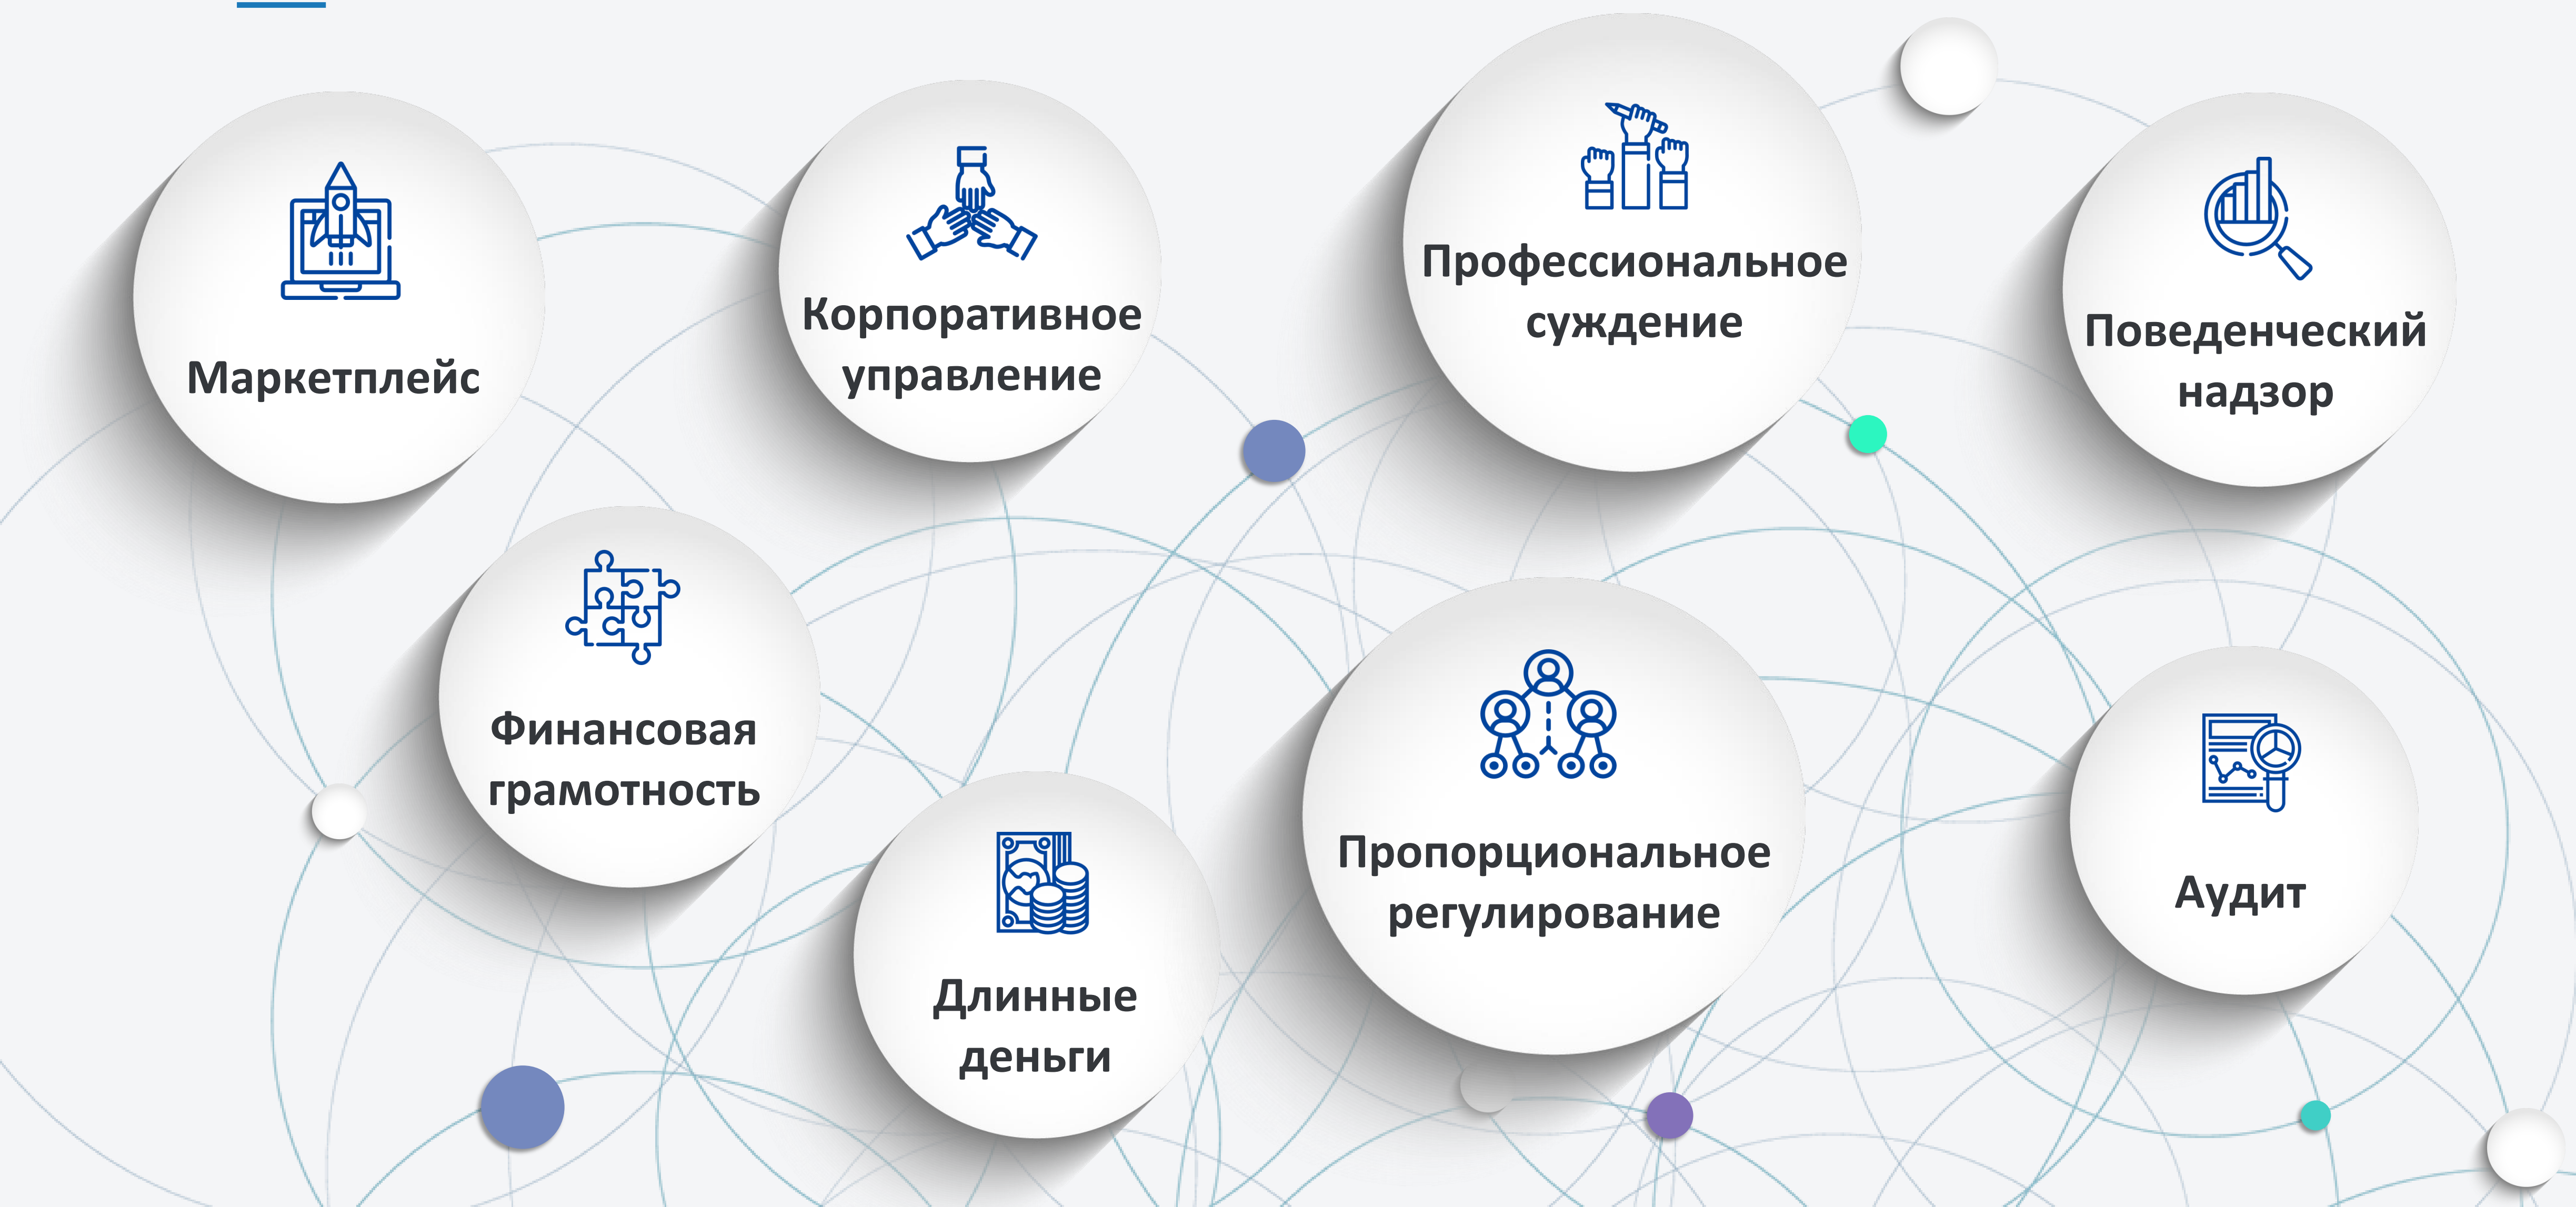 Маркетплейс
Корпоративное
управление
Профессиональное
суждение
Поведенческий
надзор
Финансовая
грамотность
Длинные
деньги
Пропорциональное
регулирование
Аудит